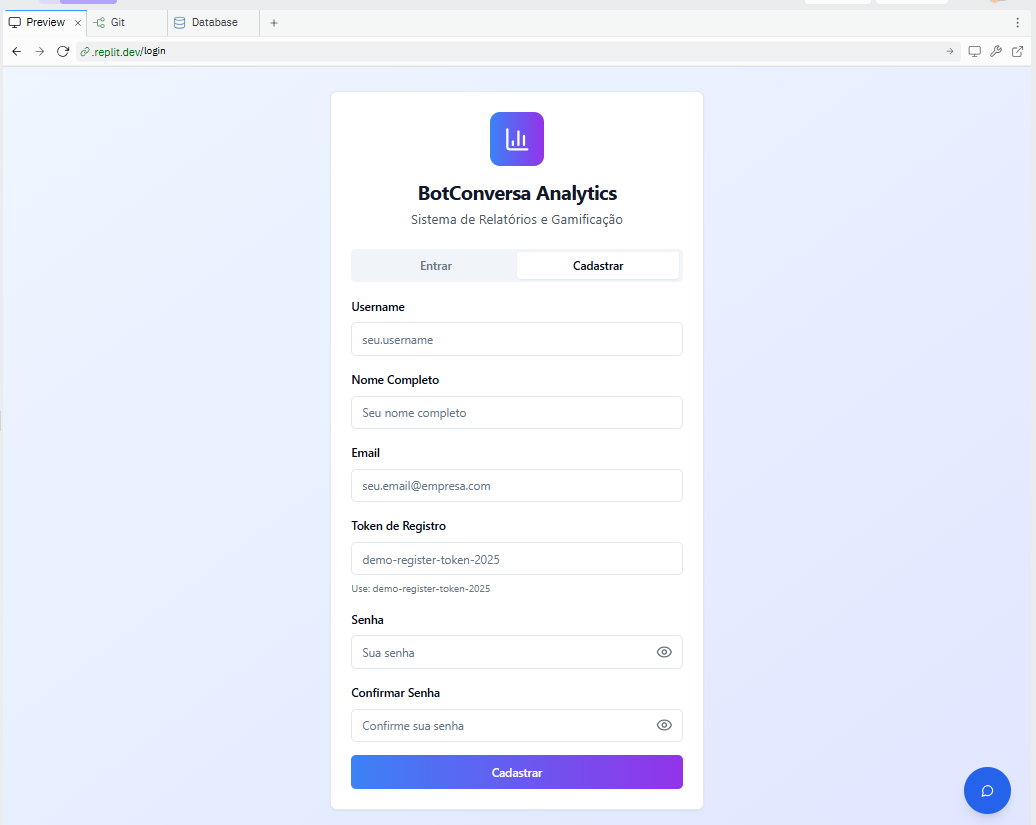 Preview
Git
Database
.replit.dev/login
BotConversa Analytics
Sistema de Relatórios e Gamificação
Entrar
Cadastrar
Username
seu.username
Nome Completo
Seu nome completo
Email
seu.email@empresa.com
Token de Registro
demo-register-token-2025
Use: demo-register-token-2025
Senha
Sua senha
Confirmar Senha
Confirme sua senha
Cadastrar